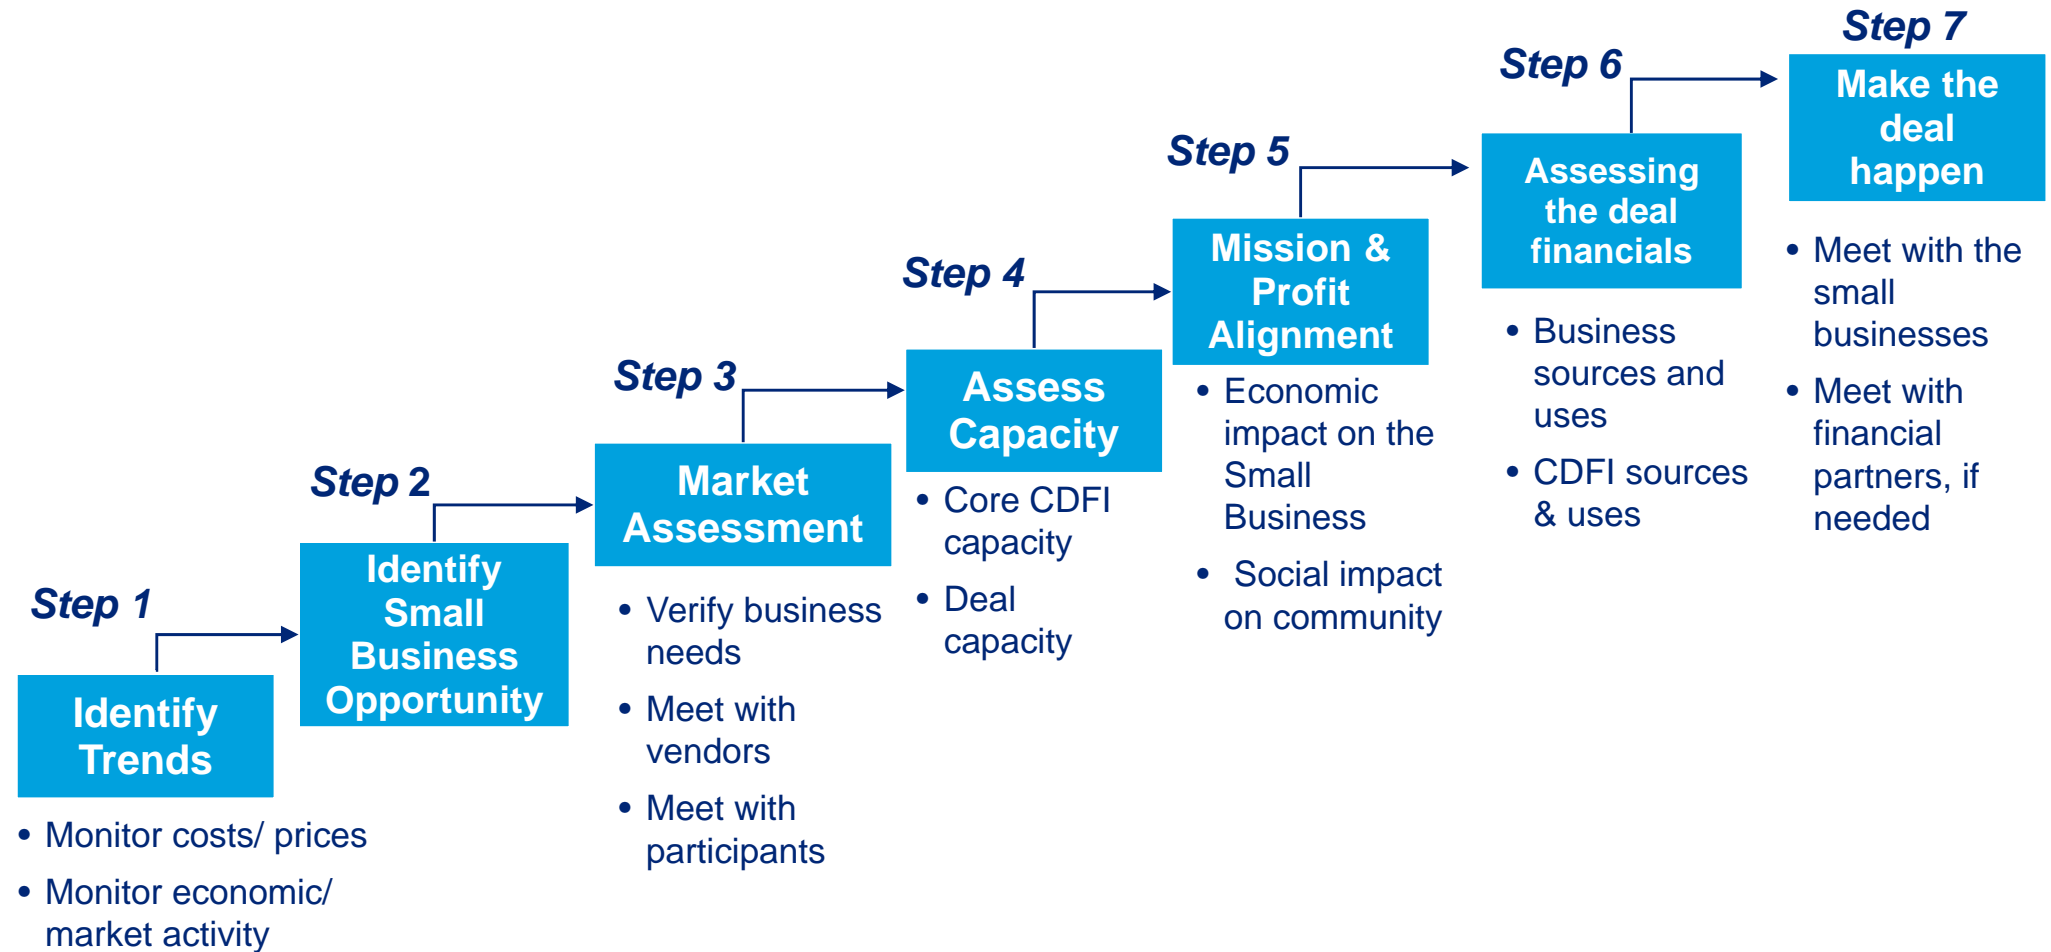 Step 1
Identify
Trends
• Monitor costs/ prices
• Monitor economic/
market activity
Step 2
Identify
Small
Business
Opportunity
Step 3
Market
Assessment
• Verify business
needs
• Meet with
vendors
• Meet with
participants
Step 4
Assess
Capacity
• Core CDFI
capacity
• Deal
capacity
Step 5
Mission &
Profit
Alignment
• Economic
impact on the
Small
Business
• Social impact
on community
Step 6
Assessing
the deal
financials
• Business
sources and
uses
• CDFI sources
& uses
Step 7
Make the
deal
happen
• Meet with the
small
businesses
• Meet with
financial
partners, if
needed